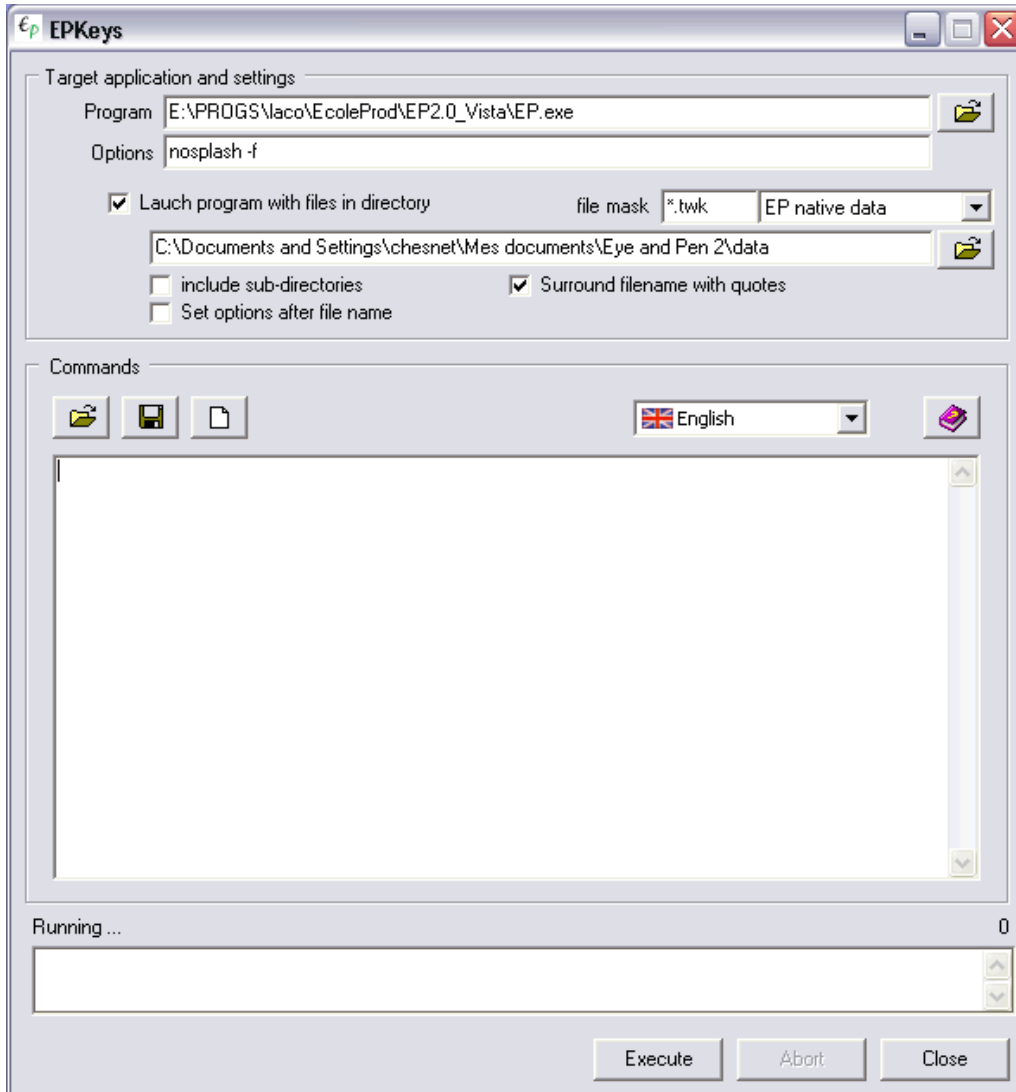 єp EPKeys
Target application and settings
Program E:\PROGS\laco\EcoleProd\EP2.0_Vista\EP.exe
Options nosplash -f
Lauch program with files in directory file mask *.twk EP native data
C:\Documents and Settings\chesnet\Mes documents\Eye and Pen 2\data
include sub-directories Surround filename with quotes
Set options after file name
Commands
English
Running ... 0
Execute Abort Close